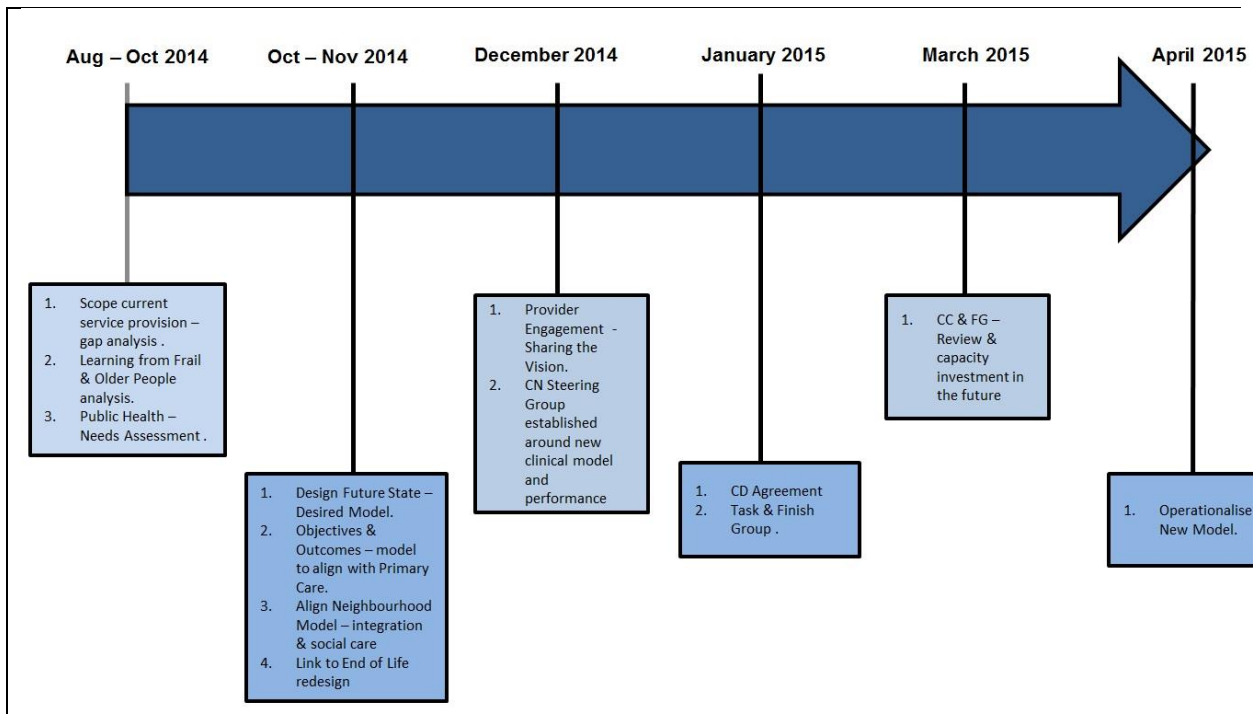 Aug – Oct 2014
Oct – Nov 2014
December 2014
January 2015
March 2015
April 2015
1. Scope current
service provision –
gap analysis .
2. Learning from Frail
& Older People
analysis.
3. Public Health –
Needs Assessment .
1. Design Future State –
Desired Model.
2. Objectives &
Outcomes – model
to align with Primary
Care.
3. Align Neighbourhood
Model – integration
& social care
4. Link to End of Life
redesign
1. Provider
Engagement -
Sharing the
Vision.
2. CN Steering
Group
established
around new
clinical model
and
performance
1. CD Agreement
2. Task & Finish
Group .
1. CC & FG –
Review &
capacity
investment in
the future
1. Operationalise
New Model.